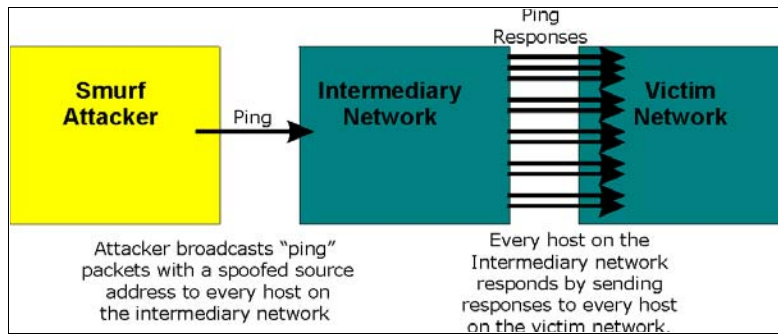 Ping
Responses
Smurf
Attacker
Ping
Intermediary
Network
Victim
Network
Attacker broadcasts “ping”
packets with a spoofed source
address to every host on
the intermediary network
Every host on the
Intermediary network
responds by sending
responses to every host
on the victim network.